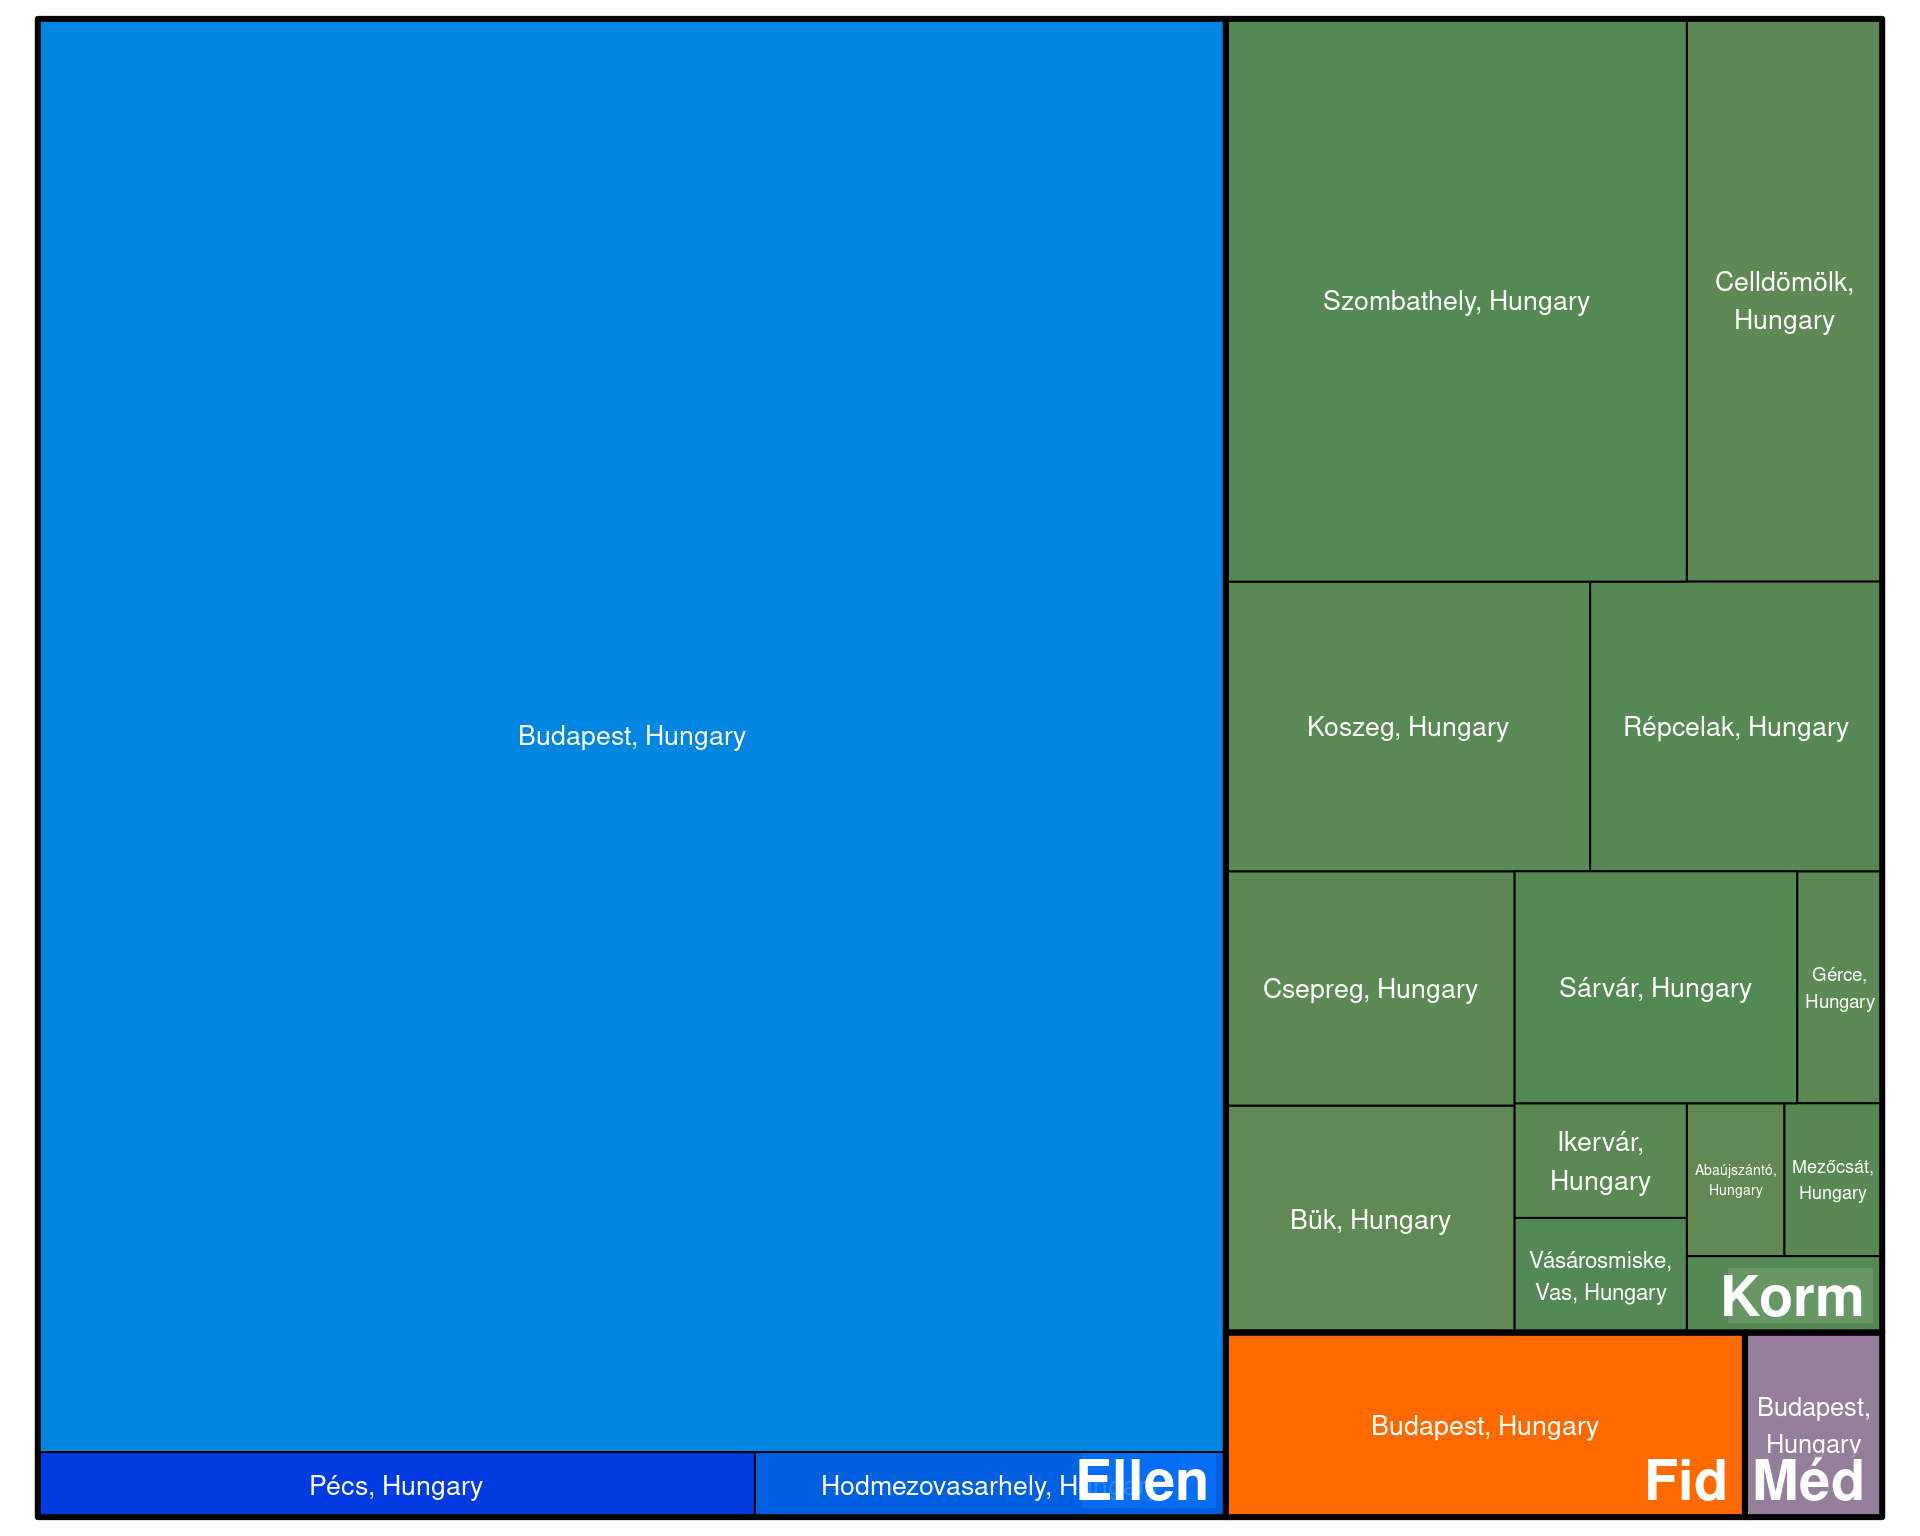 Budapest, Hungary
Pécs, Hungary
Hodmezovasarhely, Hungary
Ellen
Szombathely, Hungary
Celldömölk,
Hungary
Koszeg, Hungary
Répcelak, Hungary
Csepreg, Hungary
Sárvár, Hungary
Gérce,
Hungary
Bük, Hungary
Ikervár,
Hungary
Vásárosmiske,
Vas, Hungary
Abaújszántó,
Hungary
Mezőcsát,
Hungary
Korm
Budapest, Hungary
Fid
Budapest,
Hungary
Méd